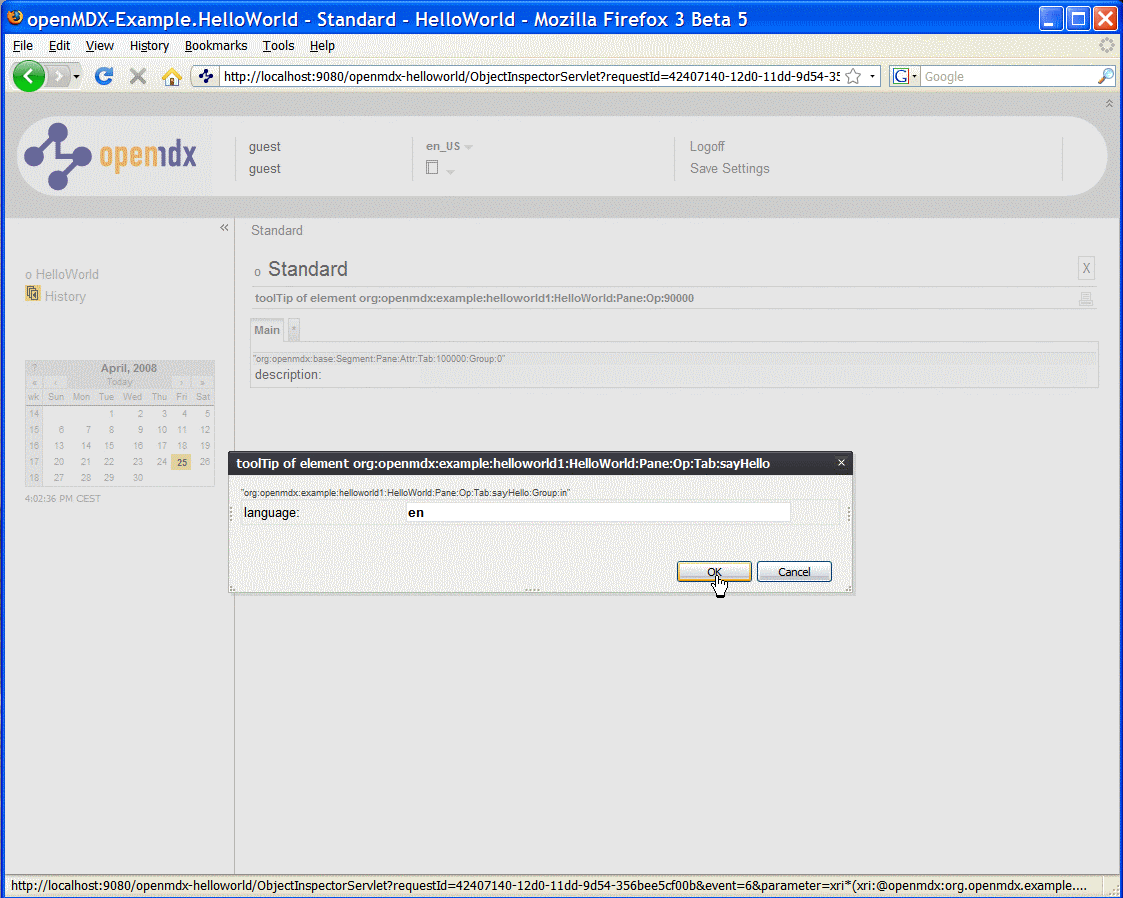 openMDX-Example.HelloWorld - Standard - HelloWorld - Mozilla Firefox 3 Beta 5
File Edit View History Bookmarks Tools Help
http://localhost:9080/openmdx-helloworld/ObjectInspectorServlet?requestId=42407140-12d0-11dd-9d54-35
G Google
openmdx
guest
guest
en_US
Logoff
Save Settings
«
Standard
o HelloWorld
History
o Standard
X
toolTip of element org:openmdx:example:helloworld1:HelloWorld:Pane:Op:90000
Main *
"org:openmdx:base:Segment:Pane:Attr:Tab:100000:Group:0"
description:
? April, 2008
« ‹ Today › »
wk Sun Mon Tue Wed Thu Fri Sat
14 1 2 3 4 5
15 6 7 8 9 10 11 12
16 13 14 15 16 17 18 19
17 20 21 22 23 24 25 26
18 27 28 29 30
4:02:36 PM CEST
toolTip of element org:openmdx:example:helloworld1:HelloWorld:Pane:Op:Tab:sayHello ×
"org:openmdx:example:helloworld1:HelloWorld:Pane:Op:Tab:sayHello:Group:in"
language: en
OK Cancel
http://localhost:9080/openmdx-helloworld/ObjectInspectorServlet?requestId=42407140-12d0-11dd-9d54-356bee5cf00b&event=6&parameter=xri*(xri:@openmdx:org.openmdx.example....